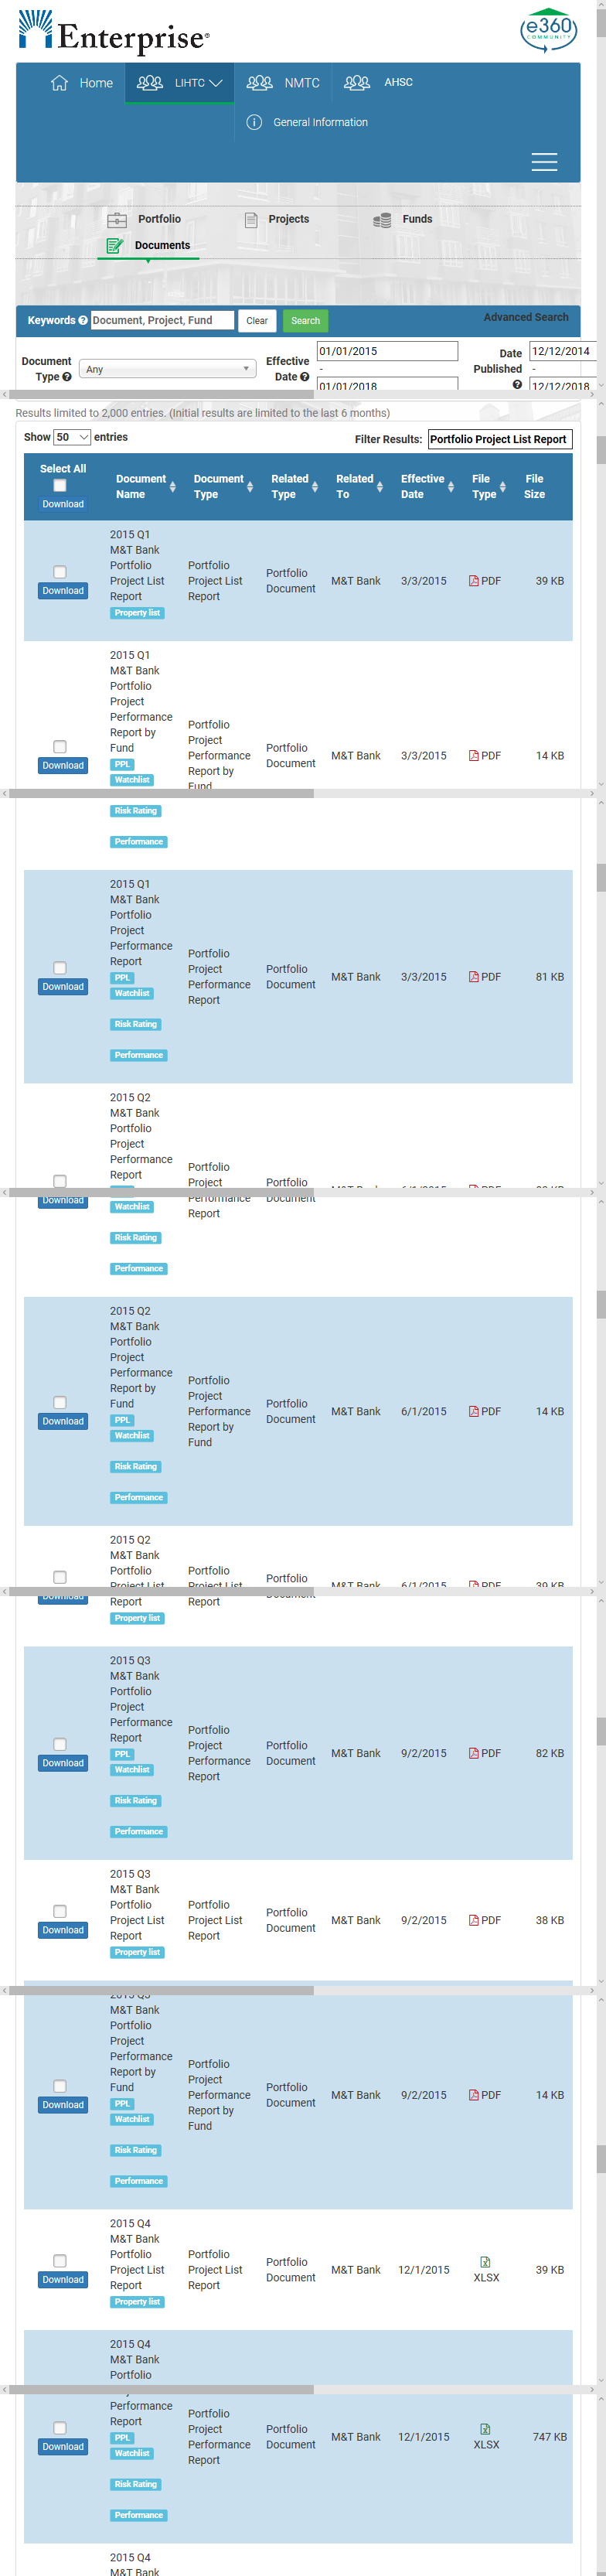 Enterprise®
e360
COMMUNITY
Home
LIHTC
NMTC
AHSC
General Information
Portfolio
Projects
Funds
Documents
Keywords
Document, Project, Fund
Clear
Search
Advanced Search
Document
Type
Any
Effective
Date
01/01/2015
-
01/01/2018
Date
Published
12/12/2014
-
12/12/2018
Results limited to 2,000 entries. (Initial results are limited to the last 6 months)
Show 50 entries
Filter Results: Portfolio Project List Report
Select All
Download
Document
Name
Document
Type
Related
Type
Related
To
Effective
Date
File
Type
File
Size
Download
2015 Q1
M&T Bank
Portfolio
Project List
Report
Property list
Portfolio
Project List
Report
Portfolio
Document
M&T Bank
3/3/2015
PDF
39 KB
Download
2015 Q1
M&T Bank
Portfolio
Project
Performance
Report by
Fund
PPL
Watchlist
Risk Rating
Performance
Portfolio
Project
Performance
Report by
Fund
Portfolio
Document
M&T Bank
3/3/2015
PDF
14 KB
Download
2015 Q1
M&T Bank
Portfolio
Project
Performance
Report
PPL
Watchlist
Risk Rating
Performance
Portfolio
Project
Performance
Report
Portfolio
Document
M&T Bank
3/3/2015
PDF
81 KB
Download
2015 Q2
M&T Bank
Portfolio
Project
Performance
Report
Watchlist
Risk Rating
Performance
Portfolio
Project
Performance
Report
Portfolio
Document
Download
2015 Q2
M&T Bank
Portfolio
Project
Performance
Report by
Fund
PPL
Watchlist
Risk Rating
Performance
Portfolio
Project
Performance
Report by
Fund
Portfolio
Document
M&T Bank
6/1/2015
PDF
14 KB
Download
2015 Q2
M&T Bank
Portfolio
Project List
Report
Property list
Portfolio
Project List
Report
Portfolio
M&T Bank
6/1/2015
PDF
39 KB
Download
2015 Q3
M&T Bank
Portfolio
Project
Performance
Report
PPL
Watchlist
Risk Rating
Performance
Portfolio
Project
Performance
Report
Portfolio
Document
M&T Bank
9/2/2015
PDF
82 KB
Download
2015 Q3
M&T Bank
Portfolio
Project List
Report
Property list
Portfolio
Project List
Report
Portfolio
Document
M&T Bank
9/2/2015
PDF
38 KB
Download
2015 Q3
M&T Bank
Portfolio
Project
Performance
Report by
Fund
PPL
Watchlist
Risk Rating
Performance
Portfolio
Project
Performance
Report by
Fund
Portfolio
Document
M&T Bank
9/2/2015
PDF
14 KB
Download
2015 Q4
M&T Bank
Portfolio
Project List
Report
Property list
Portfolio
Project List
Report
Portfolio
Document
M&T Bank
12/1/2015
XLSX
39 KB
Download
2015 Q4
M&T Bank
Portfolio
Performance
Report
PPL
Watchlist
Risk Rating
Performance
Portfolio
Project
Performance
Report
Portfolio
Document
M&T Bank
12/1/2015
XLSX
747 KB
2015 Q4
M&T Bank